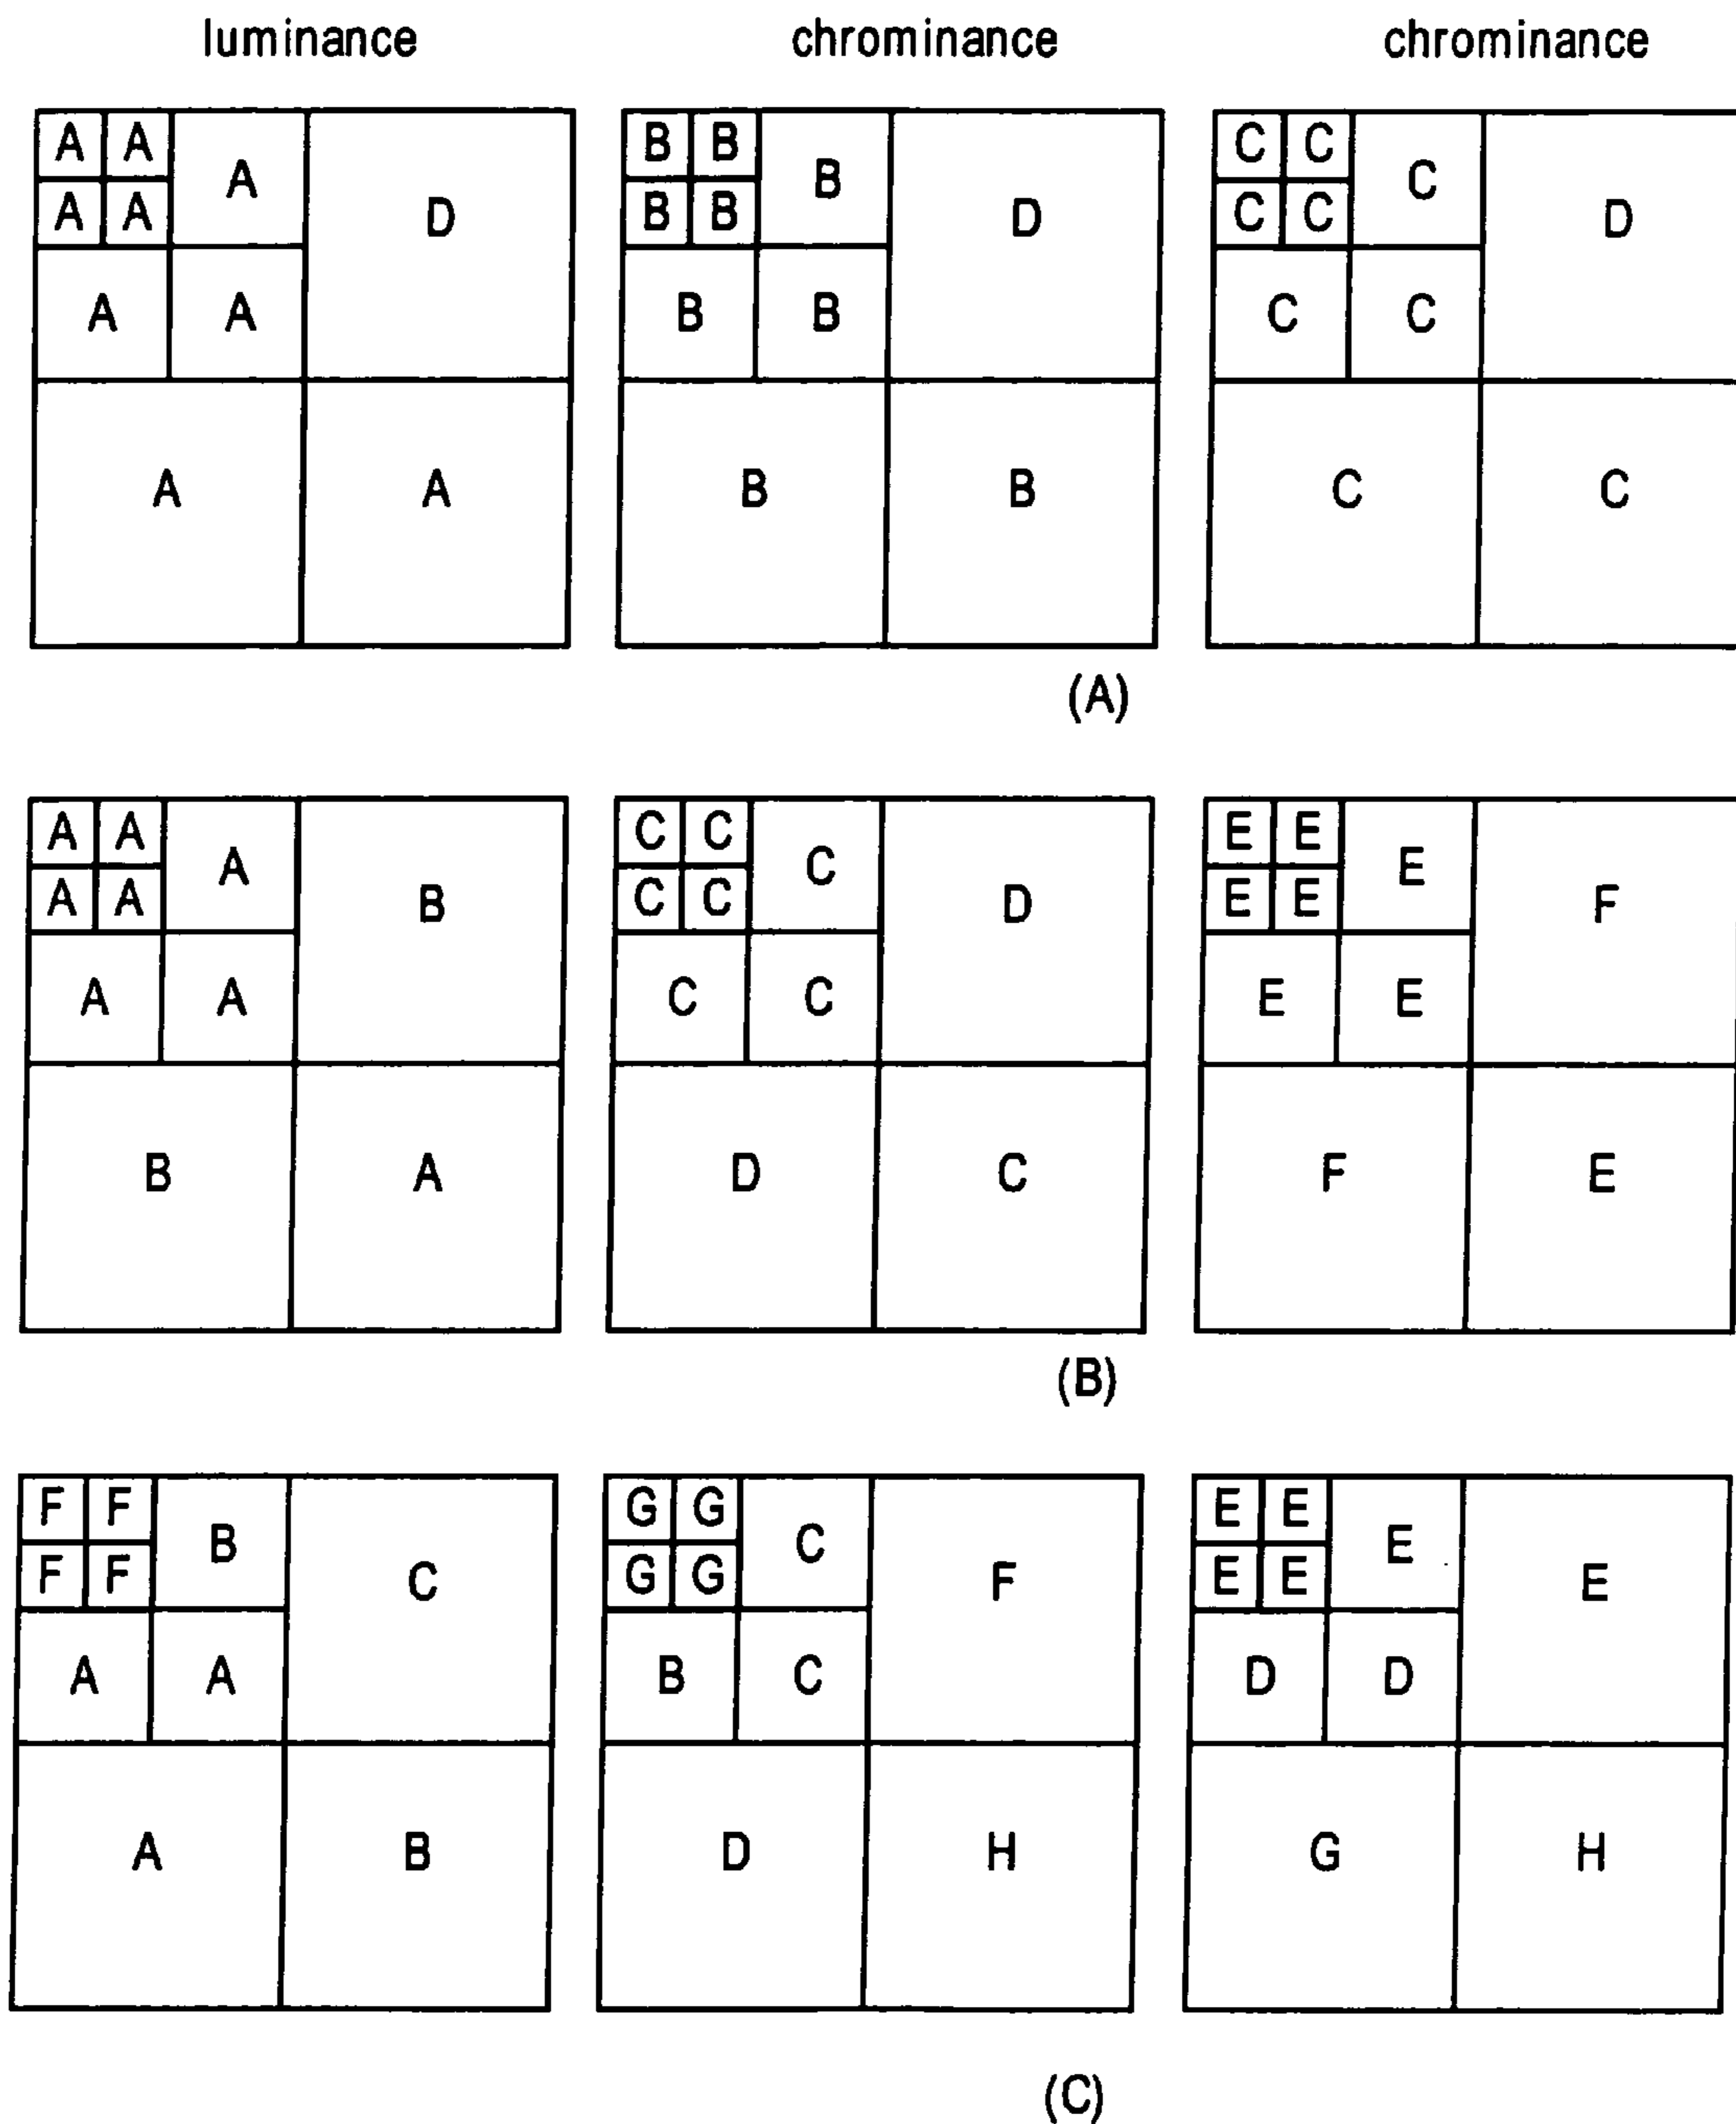 luminance chrominance chrominance
A A A D B B B D C C C D
A A B B C C
A A B B C C
A A B B C C
(A)
A A A B C C C D E E E F
A A C C E E
A A C C E E
B A D C F E
(B)
F F B C G G C F E E E E
F F G G E E
A A B C D D
A B D H G H
(C)